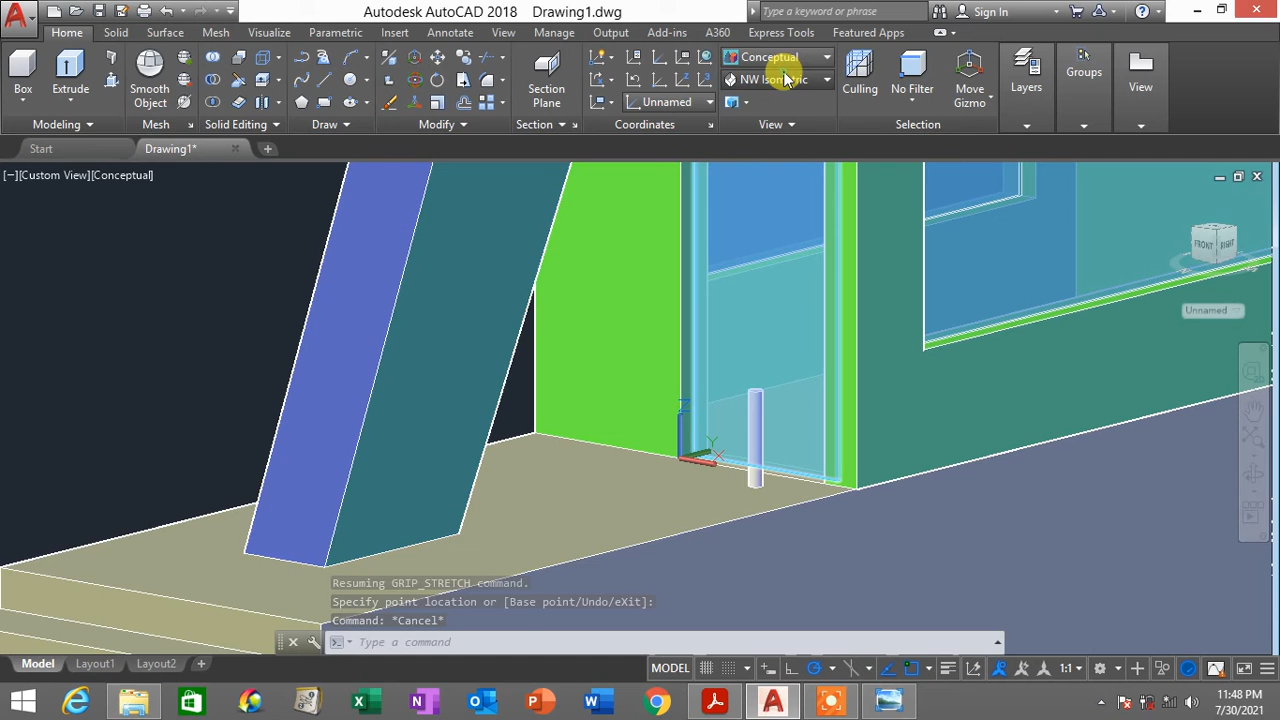 Autodesk AutoCAD 2018 Drawing1.dwg
Type a keyword or phrase
Sign In
Home Solid Surface Mesh Visualize Parametric Insert Annotate View Manage Output Add-ins A360 Express Tools Featured Apps
Box
Extrude
Smooth Object
Section Plane
Unnamed
Conceptual
NW Isometric
Culling
No Filter
Move Gizmo
Layers
Groups
View
Modeling
Mesh
Solid Editing
Draw
Modify
Section
Coordinates
View
Selection
Start
Drawing1*
[−][Custom View][Conceptual]
FRONT RIGHT
Unnamed
Z
Y
X
Resuming GRIP_STRETCH command.
Specify point location or [Base point/Undo/eXit]:
Command: *Cancel*
Type a command
Model Layout1 Layout2
MODEL
1:1
11:48 PM
7/30/2021